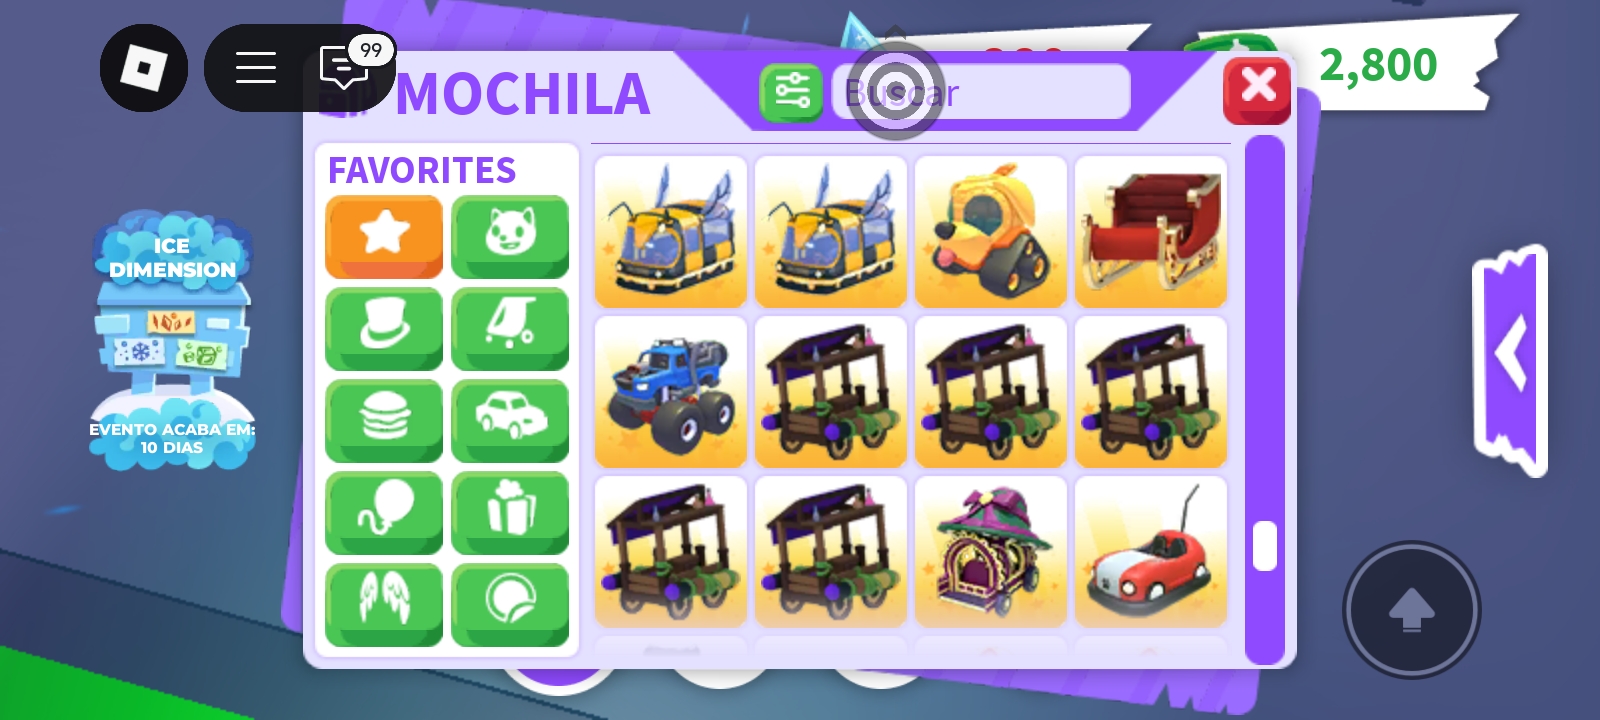 99
2,800
MOCHILA
Buscar
FAVORITES
ICE
DIMENSION
EVENTO ACABA EM:
10 DIAS